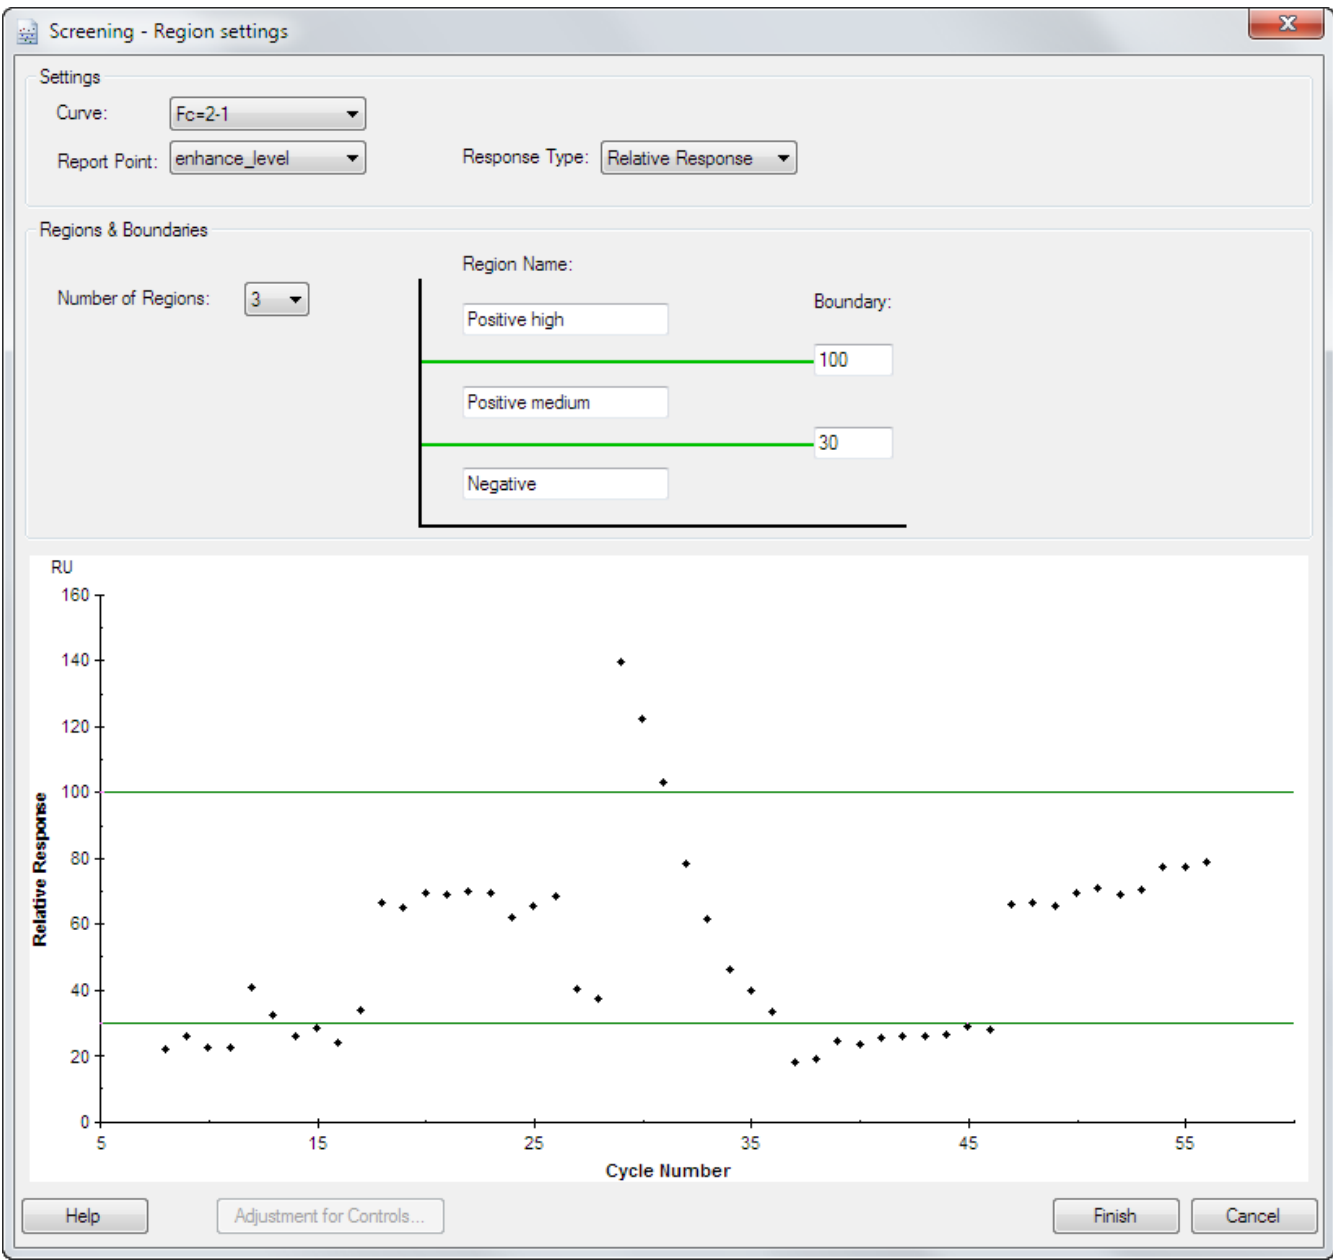 Screening - Region settings
Settings
Curve: Fc=2-1
Report Point: enhance_level Response Type: Relative Response
Regions & Boundaries
Region Name:
Number of Regions: 3 Boundary:
Positive high
100
Positive medium
30
Negative
RU
160
140
120
100
80
60
40
20
0
Relative Response
5 15 25 35 45 55
Cycle Number
Help Adjustment for Controls... Finish Cancel